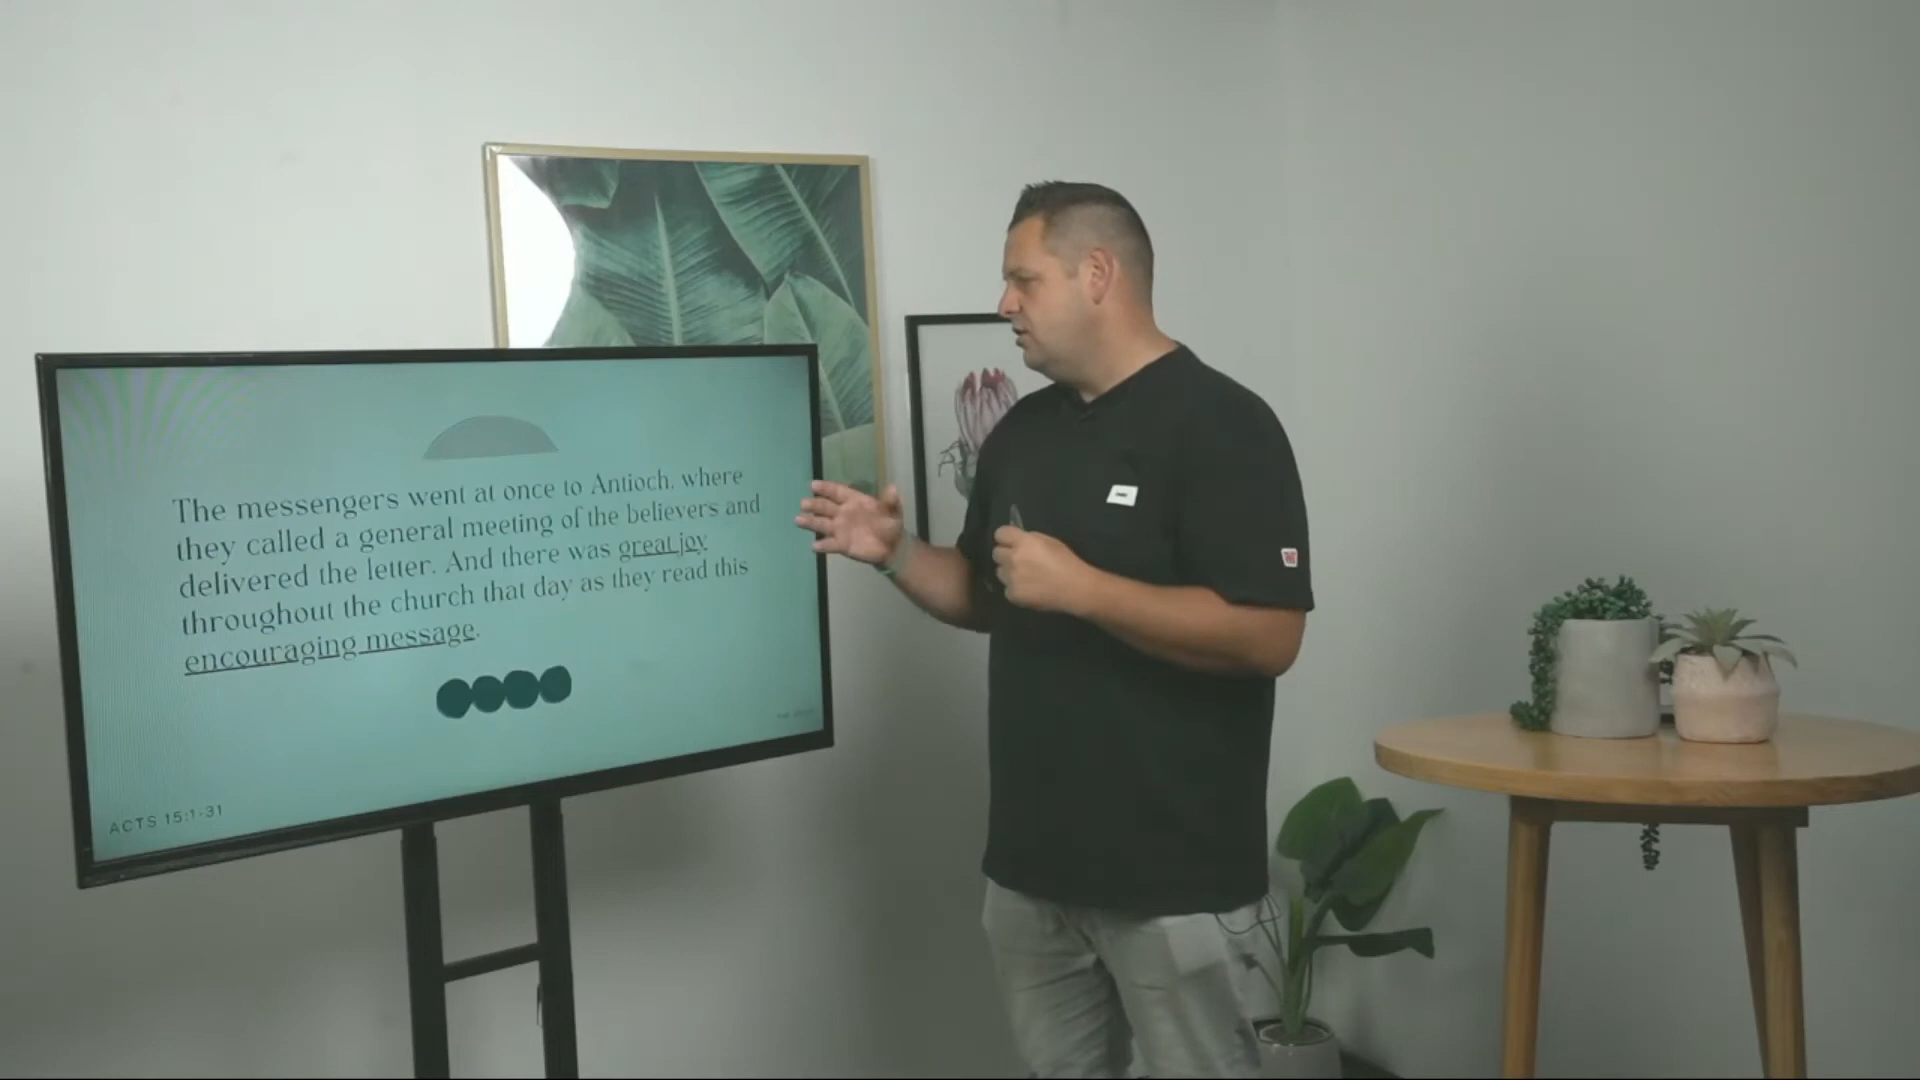 The messengers went at once to Antioch, where
they called a general meeting of the believers and
delivered the letter. And there was great joy
throughout the church that day as they read this
encouraging message.
ACTS 15:1-31